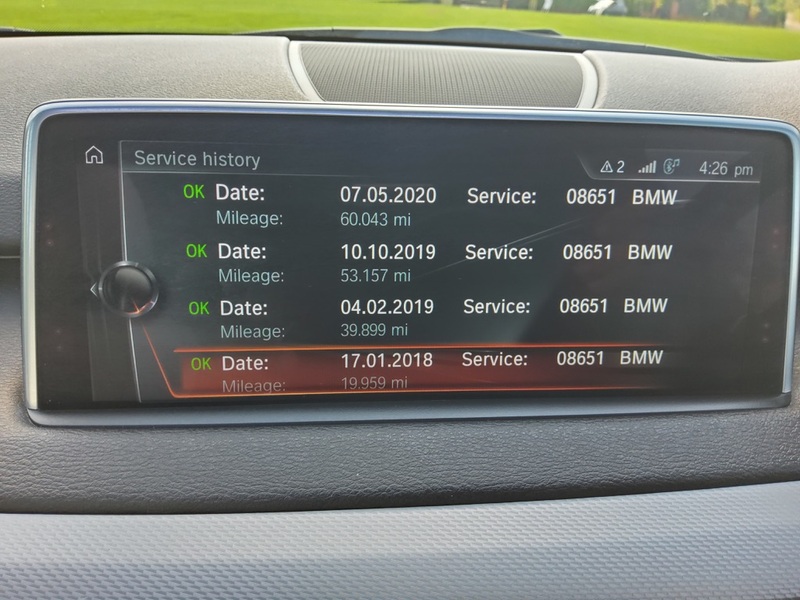 Service history 2 4:26 pm
OK Date: 07.05.2020 Service: 08651 BMW
Mileage: 60.043 mi
OK Date: 10.10.2019 Service: 08651 BMW
Mileage: 53.157 mi
OK Date: 04.02.2019 Service: 08651 BMW
Mileage: 39.899 mi
OK Date: 17.01.2018 Service: 08651 BMW
Mileage: 19.959 mi